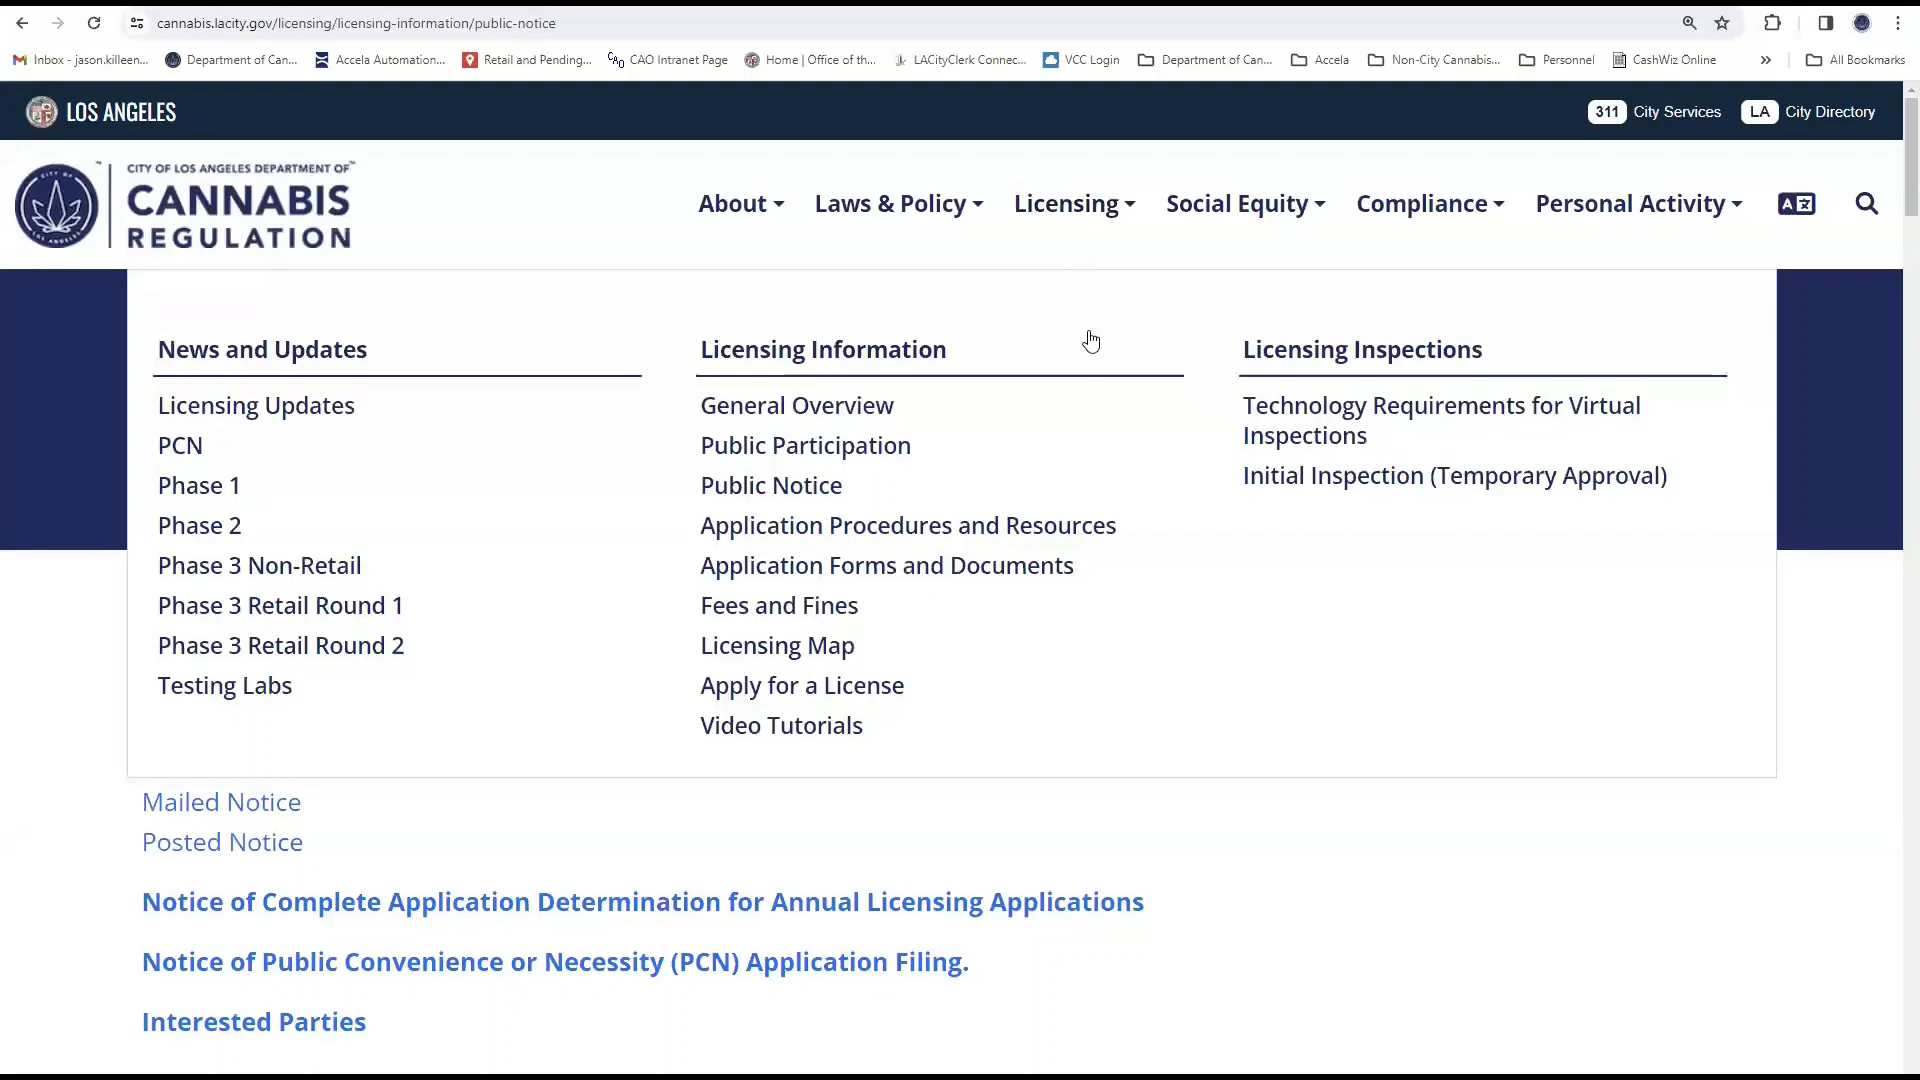 cannabis.lacity.gov/licensing/licensing-information/public-notice
Inbox - jason.killeen...
Department of Can...
Accela Automation...
Retail and Pending...
CAO
CAO Intranet Page
Home | Office of th...
LACityClerk Connec...
VCC Login
Department of Can...
Accela
Non-City Cannabis...
Personnel
CashWiz Online
»
All Bookmarks
LOS ANGELES
311 City Services
LA City Directory
CITY OF LOS ANGELES DEPARTMENT OF™
CANNABIS
REGULATION
About
Laws & Policy
Licensing
Social Equity
Compliance
Personal Activity
News and Updates
Licensing Updates
PCN
Phase 1
Phase 2
Phase 3 Non-Retail
Phase 3 Retail Round 1
Phase 3 Retail Round 2
Testing Labs
Licensing Information
General Overview
Public Participation
Public Notice
Application Procedures and Resources
Application Forms and Documents
Fees and Fines
Licensing Map
Apply for a License
Video Tutorials
Licensing Inspections
Technology Requirements for Virtual
Inspections
Initial Inspection (Temporary Approval)
Mailed Notice
Posted Notice
Notice of Complete Application Determination for Annual Licensing Applications
Notice of Public Convenience or Necessity (PCN) Application Filing.
Interested Parties